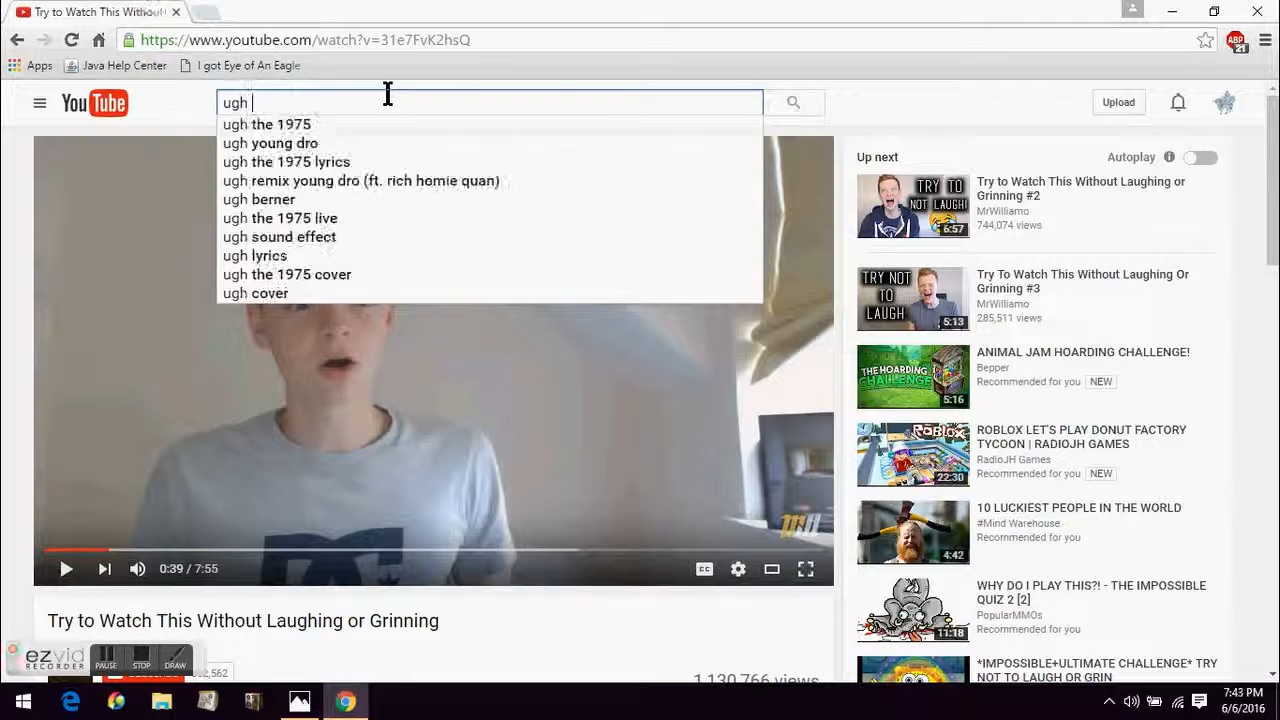 Try to Watch This Without
https://www.youtube.com/watch?v=31e7FvK2hsQ
ABP
21
Apps
Java Help Center
I got Eye of An Eagle
YouTube
ugh
Upload
ugh the 1975
ugh young dro
ugh the 1975 lyrics
ugh remix young dro (ft. rich homie quan)
ugh berner
ugh the 1975 live
ugh sound effect
ugh lyrics
ugh the 1975 cover
ugh cover
Up next
Autoplay
TRY TO
NOT LAUGH!
6:57
Try to Watch This Without Laughing or
Grinning #2
MrWilliamo
744,074 views
TRY NOT
TO
LAUGH
5:13
Try To Watch This Without Laughing Or
Grinning #3
MrWilliamo
285,511 views
THE HOARDING
CHALLENGE!
5:16
ANIMAL JAM HOARDING CHALLENGE!
Bepper
Recommended for you NEW
ROBLOX
22:30
ROBLOX LET'S PLAY DONUT FACTORY
TYCOON | RADIOJH GAMES
RadioJH Games
Recommended for you NEW
4:42
10 LUCKIEST PEOPLE IN THE WORLD
#Mind Warehouse
Recommended for you
11:18
WHY DO I PLAY THIS?! - THE IMPOSSIBLE
QUIZ 2 [2]
PopularMMOs
Recommended for you
*IMPOSSIBLE+ULTIMATE CHALLENGE* TRY
NOT TO LAUGH OR GRIN
0:39 / 7:55
CC
Try to Watch This Without Laughing or Grinning
1,130,766 views
ezvid
RECORDER
PAUSE
STOP
DRAW
7:43 PM
6/6/2016